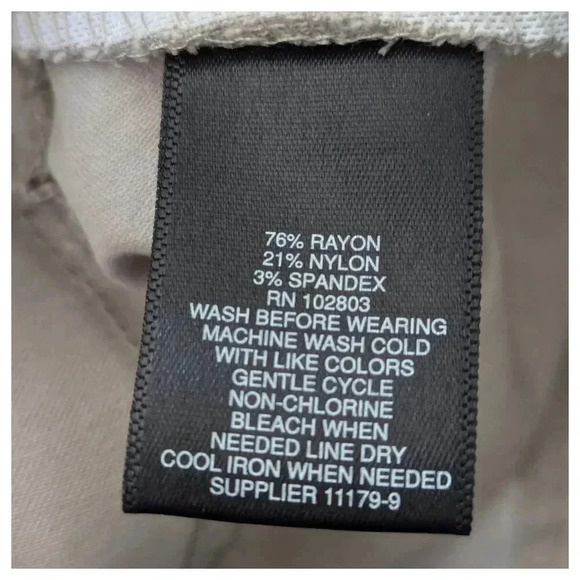 76% RAYON
21% NYLON
3% SPANDEX
RN 102803
WASH BEFORE WEARING
MACHINE WASH COLD
WITH LIKE COLORS
GENTLE CYCLE
NON-CHLORINE
BLEACH WHEN
NEEDED LINE DRY
COOL IRON WHEN NEEDED
SUPPLIER 11179-9